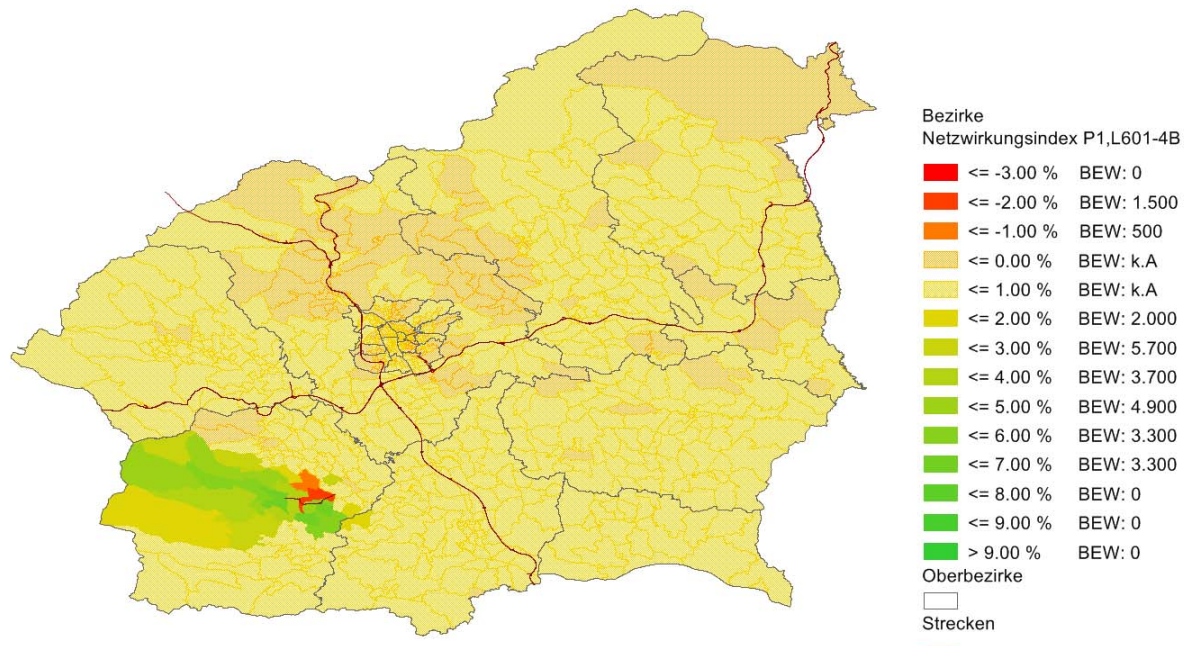 Bezirke
Netzwirkungsindex P1,L601-4B
<= -3.00 % BEW: 0
<= -2.00 % BEW: 1.500
<= -1.00 % BEW: 500
<= 0.00 % BEW: k.A
<= 1.00 % BEW: k.A
<= 2.00 % BEW: 2.000
<= 3.00 % BEW: 5.700
<= 4.00 % BEW: 3.700
<= 5.00 % BEW: 4.900
<= 6.00 % BEW: 3.300
<= 7.00 % BEW: 3.300
<= 8.00 % BEW: 0
<= 9.00 % BEW: 0
> 9.00 % BEW: 0
Oberbezirke
Strecken